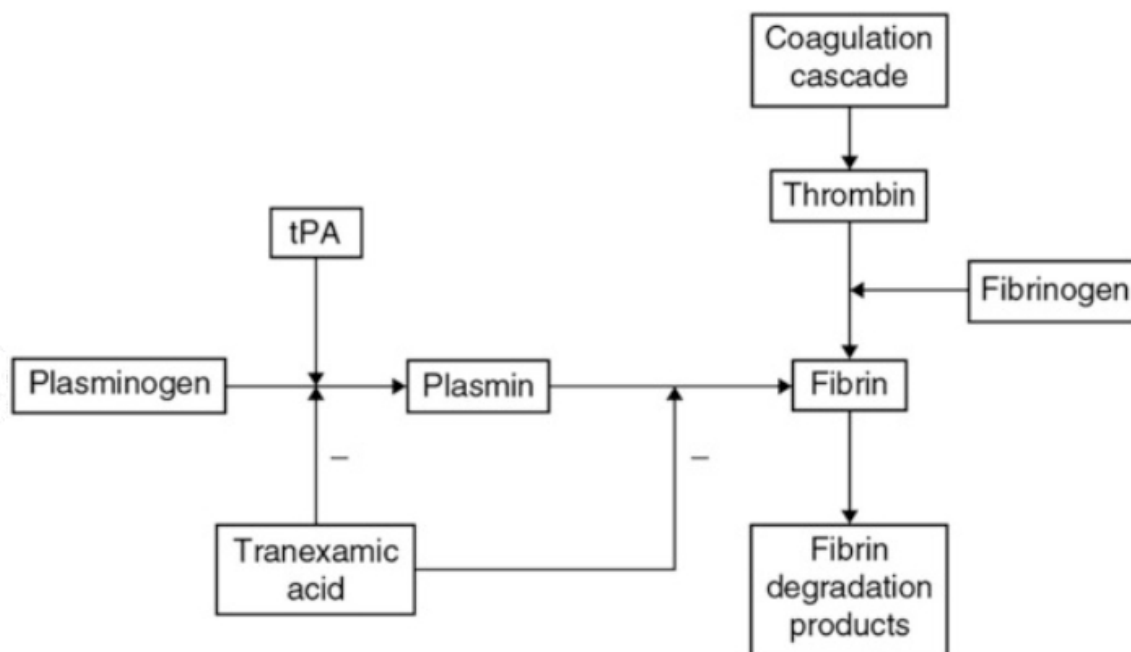 Coagulation
cascade
Thrombin
tPA
Fibrinogen
Plasminogen
Plasmin
Fibrin
–
–
Tranexamic
acid
Fibrin
degradation
products